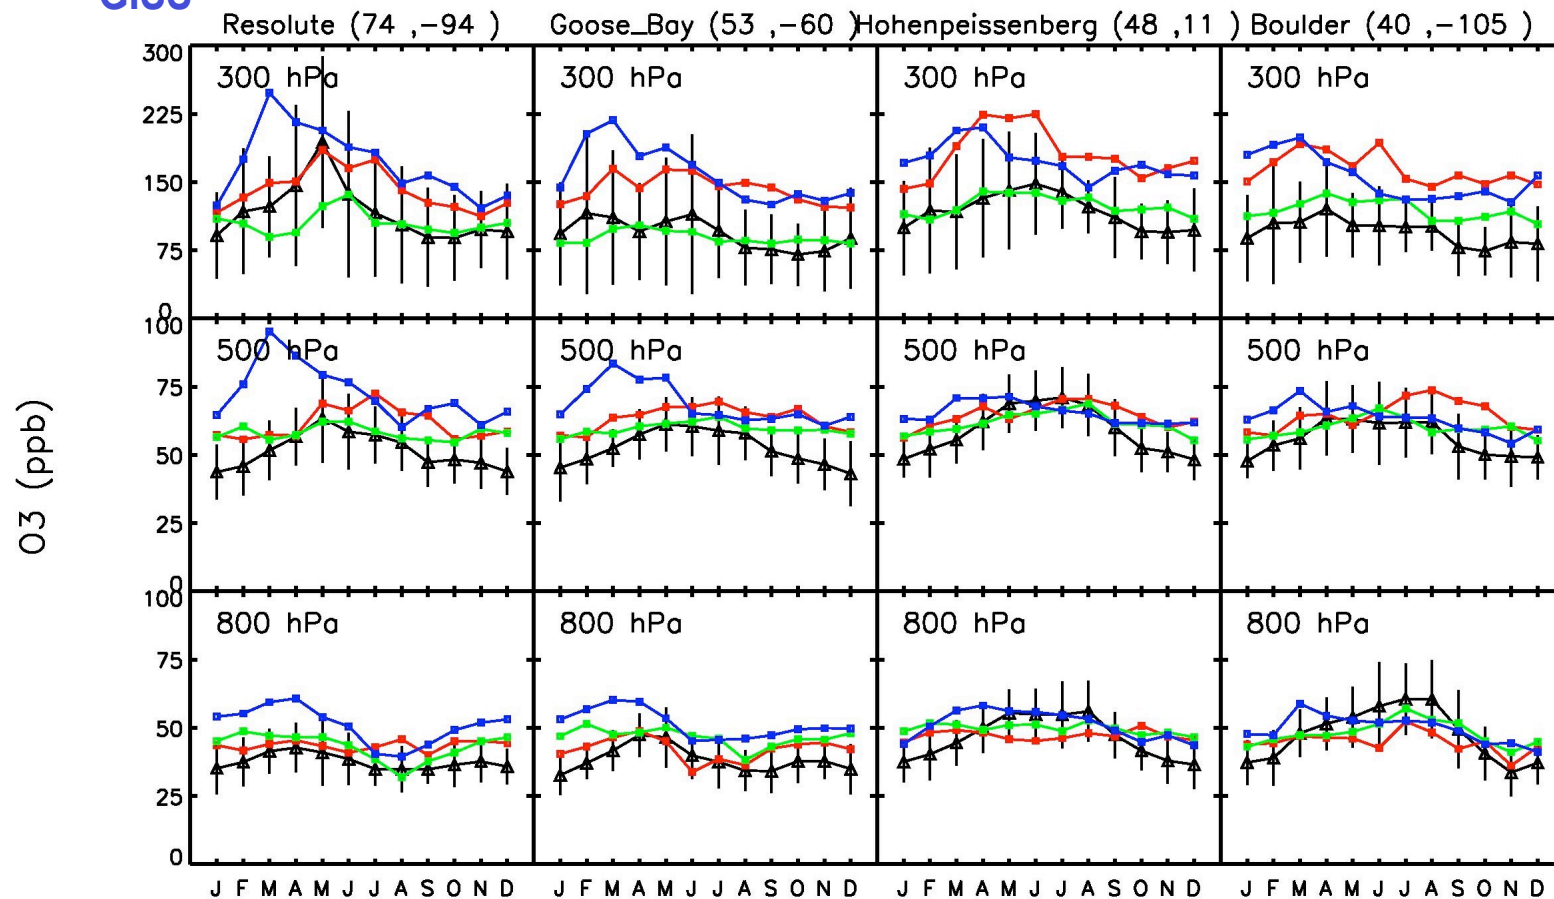 Resolute (74 ,-94 ) Goose_Bay (53 ,-60 ) Hohenpeissenberg (48 ,11 ) Boulder (40 ,-105 )
300 hPa 300 hPa 300 hPa 300 hPa
300
225
150
75
0
500 hPa 500 hPa 500 hPa 500 hPa
100
75
50
25
0
800 hPa 800 hPa 800 hPa 800 hPa
100
75
50
25
0
O3 (ppb)
J F M A M J J A S O N D J F M A M J J A S O N D J F M A M J J A S O N D J F M A M J J A S O N D